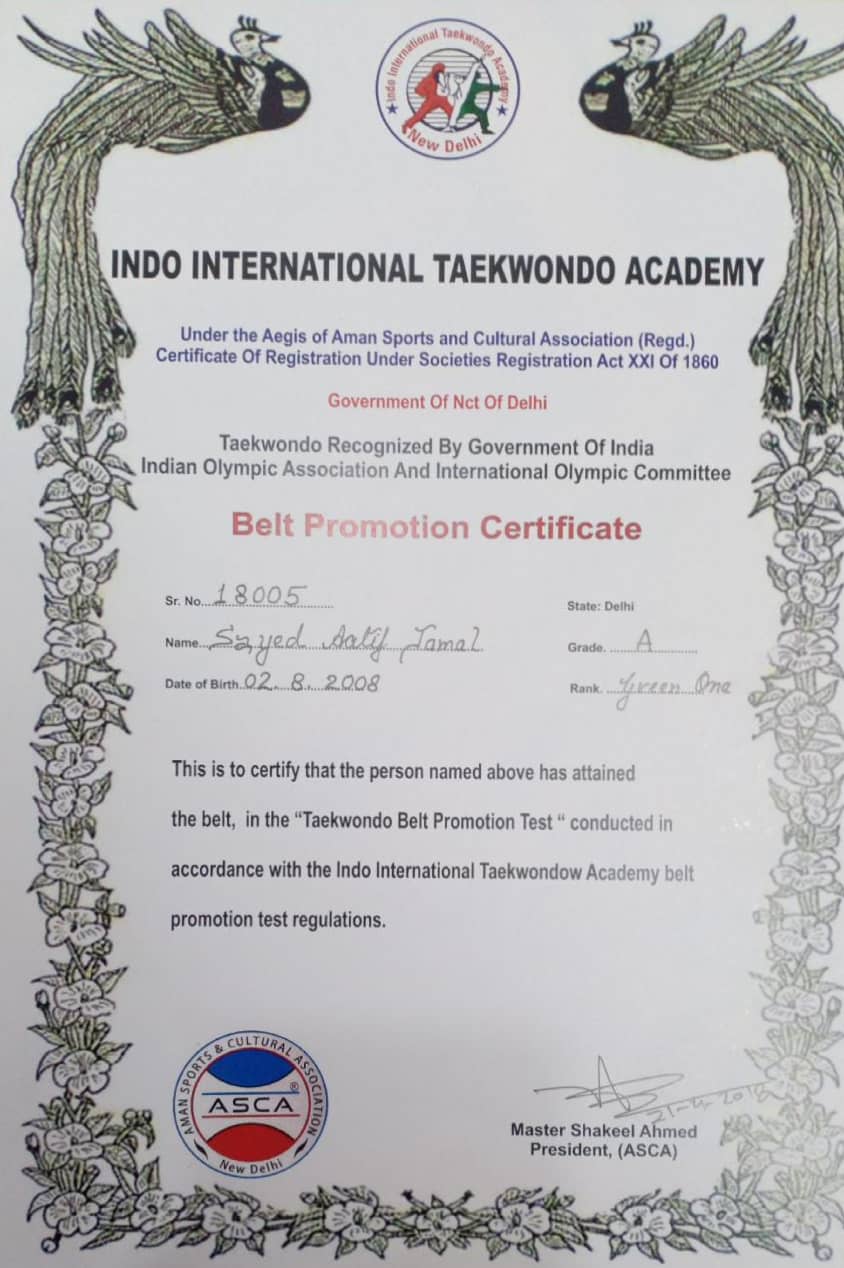 Indo International Taekwondo Academy
New Delhi
INDO INTERNATIONAL TAEKWONDO ACADEMY
Under the Aegis of Aman Sports and Cultural Association (Regd.)
Certificate Of Registration Under Societies Registration Act XXI Of 1860
Government Of Nct Of Delhi
Taekwondo Recognized By Government Of India
Indian Olympic Association And International Olympic Committee
Belt Promotion Certificate
Sr. No...18005
State: Delhi
Name...Sayed Aatif Jamal
Grade. A
Date of Birth..02.8.2008
Rank. Green One
This is to certify that the person named above has attained
the belt, in the “Taekwondo Belt Promotion Test “ conducted in
accordance with the Indo International Taekwondow Academy belt
promotion test regulations.
AMAN SPORTS & CULTURAL ASSOCIATION
ASCA®
New Delhi
Master Shakeel Ahmed
President, (ASCA)